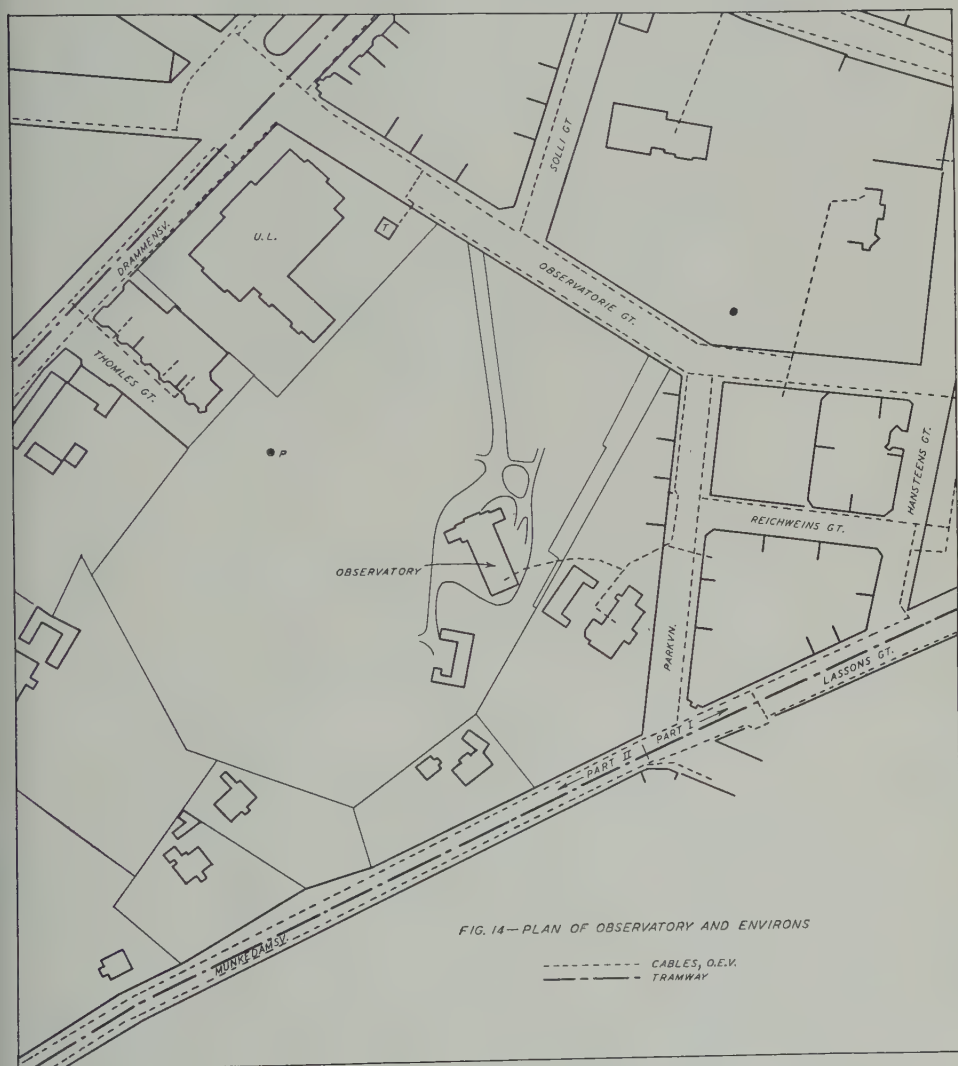 SOLLI GT
U.L.
T
DRAMMENSV.
OBSERVATORIE GT.
THOMLES GT.
P
HANSTEENS GT.
REICHWEINS GT.
OBSERVATORY
PARKVN.
LASSONS GT.
PART I
PART II
MUNKEDAMSV.
FIG. 14—PLAN OF OBSERVATORY AND ENVIRONS
CABLES, O.E.V.
TRAMWAY